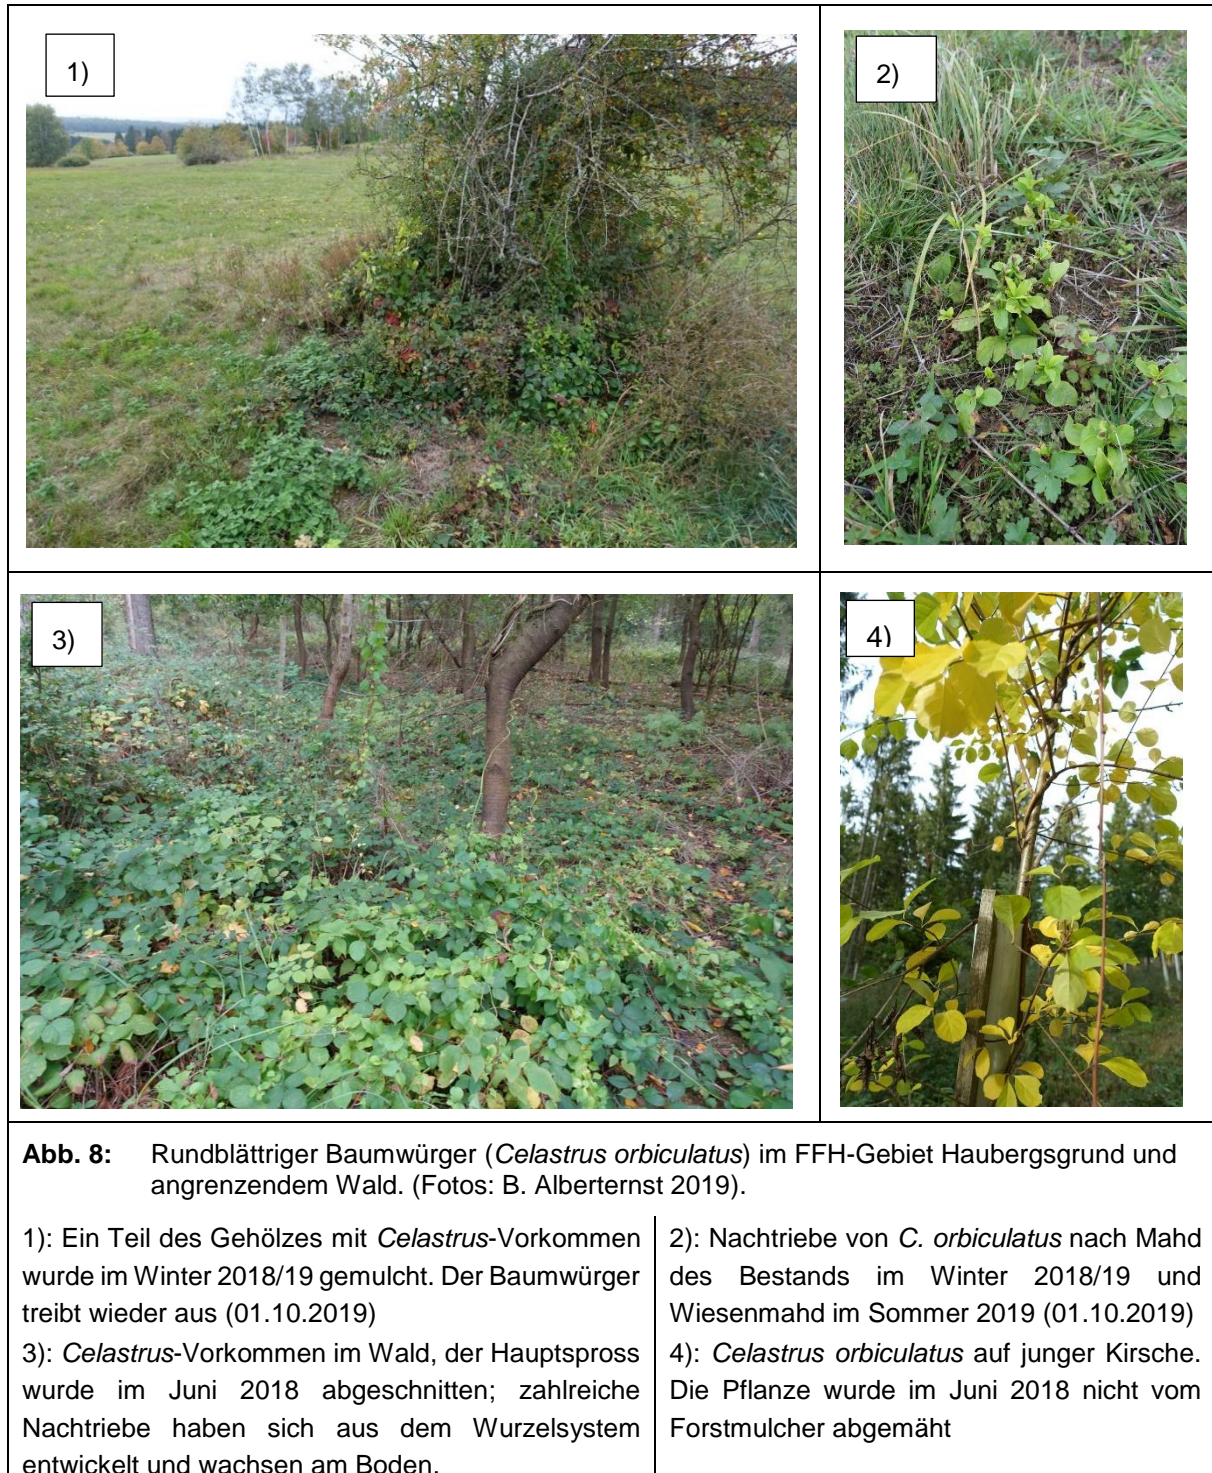 1)
2)
3)
4)
Abb. 8: Rundblättriger Baumwürger (Celastrus orbiculatus) im FFH-Gebiet Haubergsgrund und
angrenzendem Wald. (Fotos: B. Alberternst 2019).
1): Ein Teil des Gehölzes mit Celastrus-Vorkommen
wurde im Winter 2018/19 gemulcht. Der Baumwürger
treibt wieder aus (01.10.2019)
2): Nachtriebe von C. orbiculatus nach Mahd
des Bestands im Winter 2018/19 und
Wiesenmahd im Sommer 2019 (01.10.2019)
3): Celastrus-Vorkommen im Wald, der Hauptspross
wurde im Juni 2018 abgeschnitten; zahlreiche
Nachtriebe haben sich aus dem Wurzelsystem
entwickelt und wachsen am Boden.
4): Celastrus orbiculatus auf junger Kirsche.
Die Pflanze wurde im Juni 2018 nicht vom
Forstmulcher abgemäht